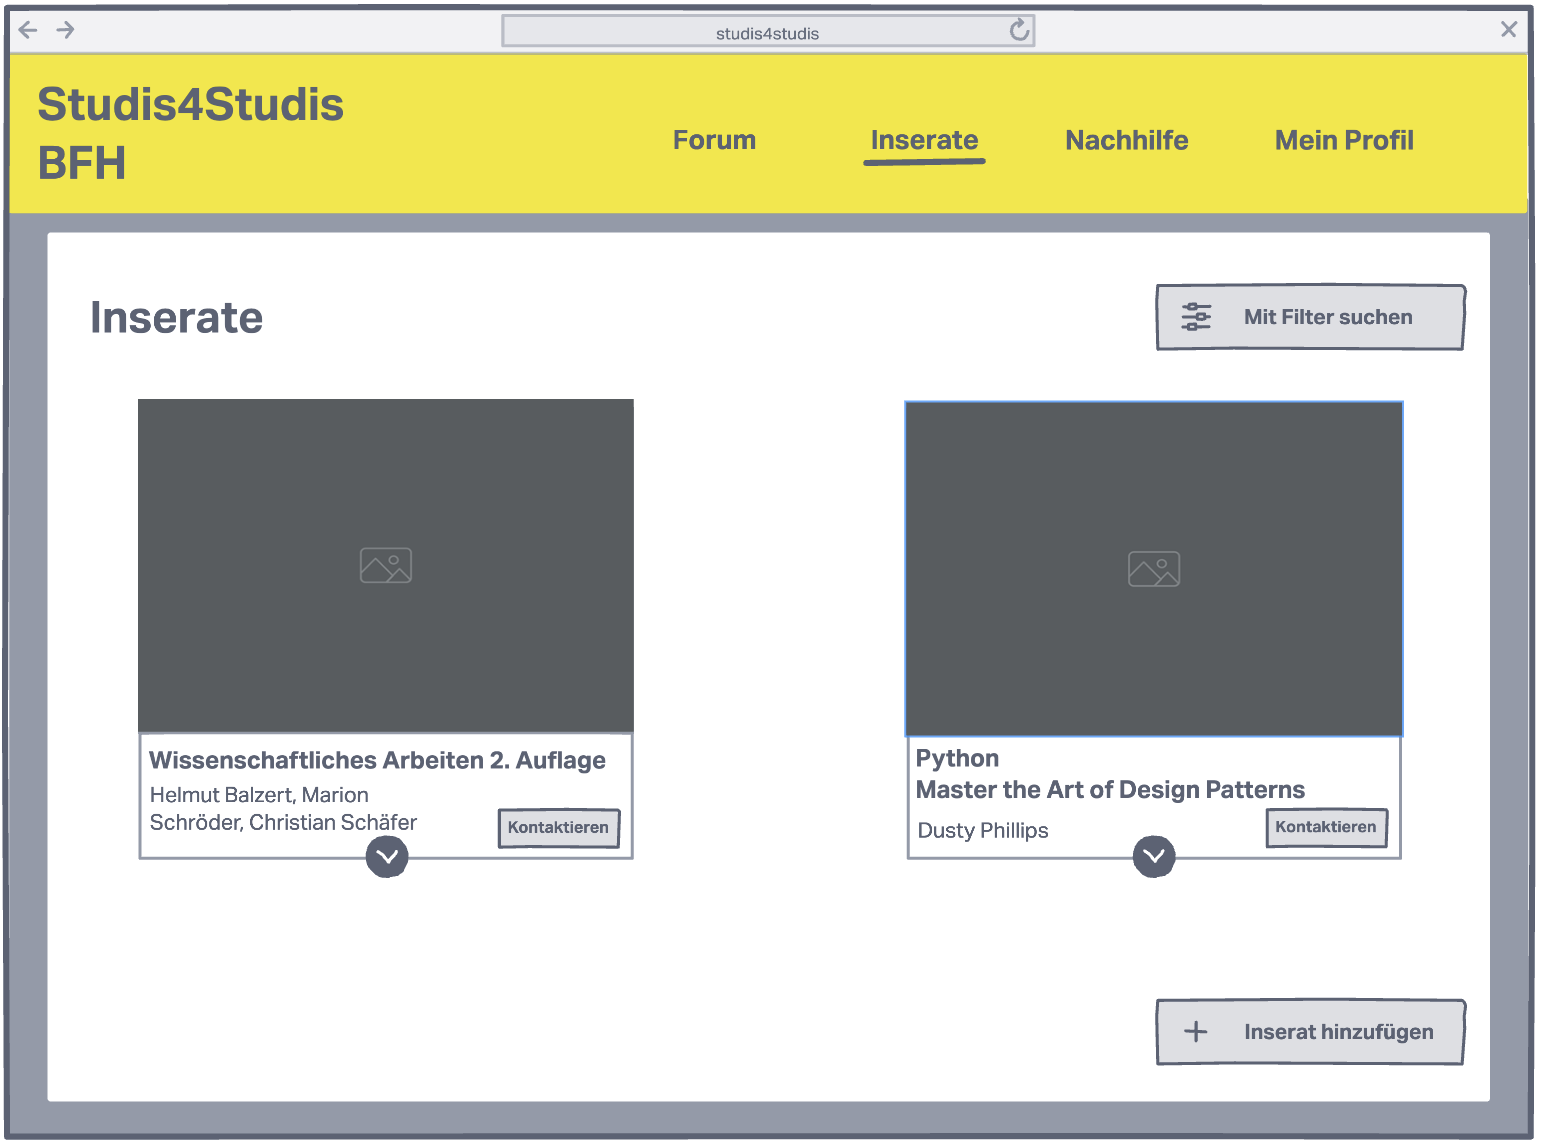 studis4studis
Studis4Studis
BFH
Forum
Inserate
Nachhilfe
Mein Profil
Inserate
Mit Filter suchen
Wissenschaftliches Arbeiten 2. Auflage
Helmut Balzert, Marion
Schröder, Christian Schäfer
Kontaktieren
Python
Master the Art of Design Patterns
Dusty Phillips
Kontaktieren
Inserat hinzufügen